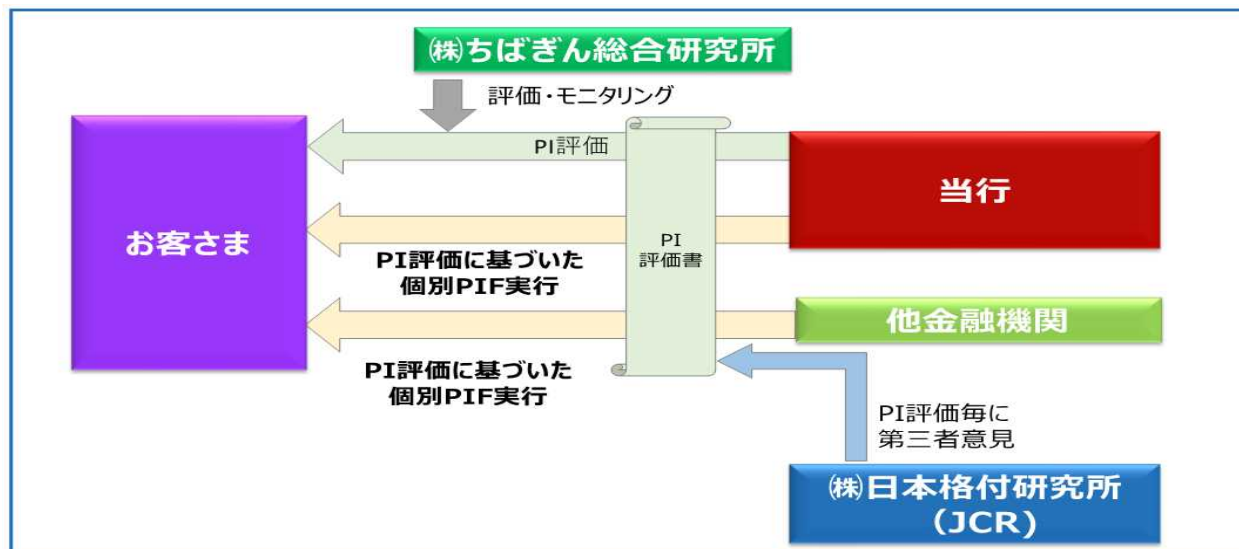 ㈱ちばぎん総合研究所
評価・モニタリング
PI評価
当行
お客さま
PI
評価書
PI評価に基づいた
個別PIF実行
他金融機関
PI評価に基づいた
個別PIF実行
PI評価毎に
第三者意見
㈱日本格付研究所
(JCR)